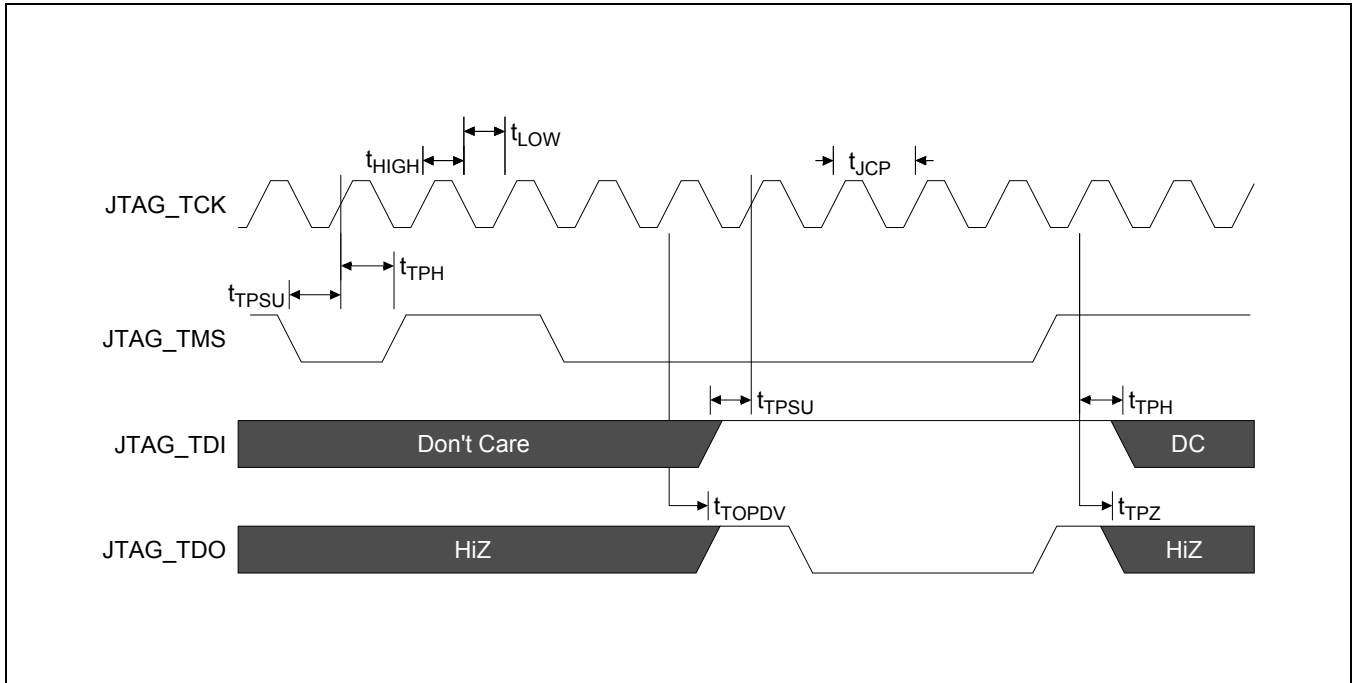 tLOW
tHIGH
tJCP
JTAG_TCK
tTPH
tTPSU
JTAG_TMS
tTPSU
tTPH
JTAG_TDI
Don't Care
DC
tTOPDV
tTPZ
JTAG_TDO
HiZ
HiZ